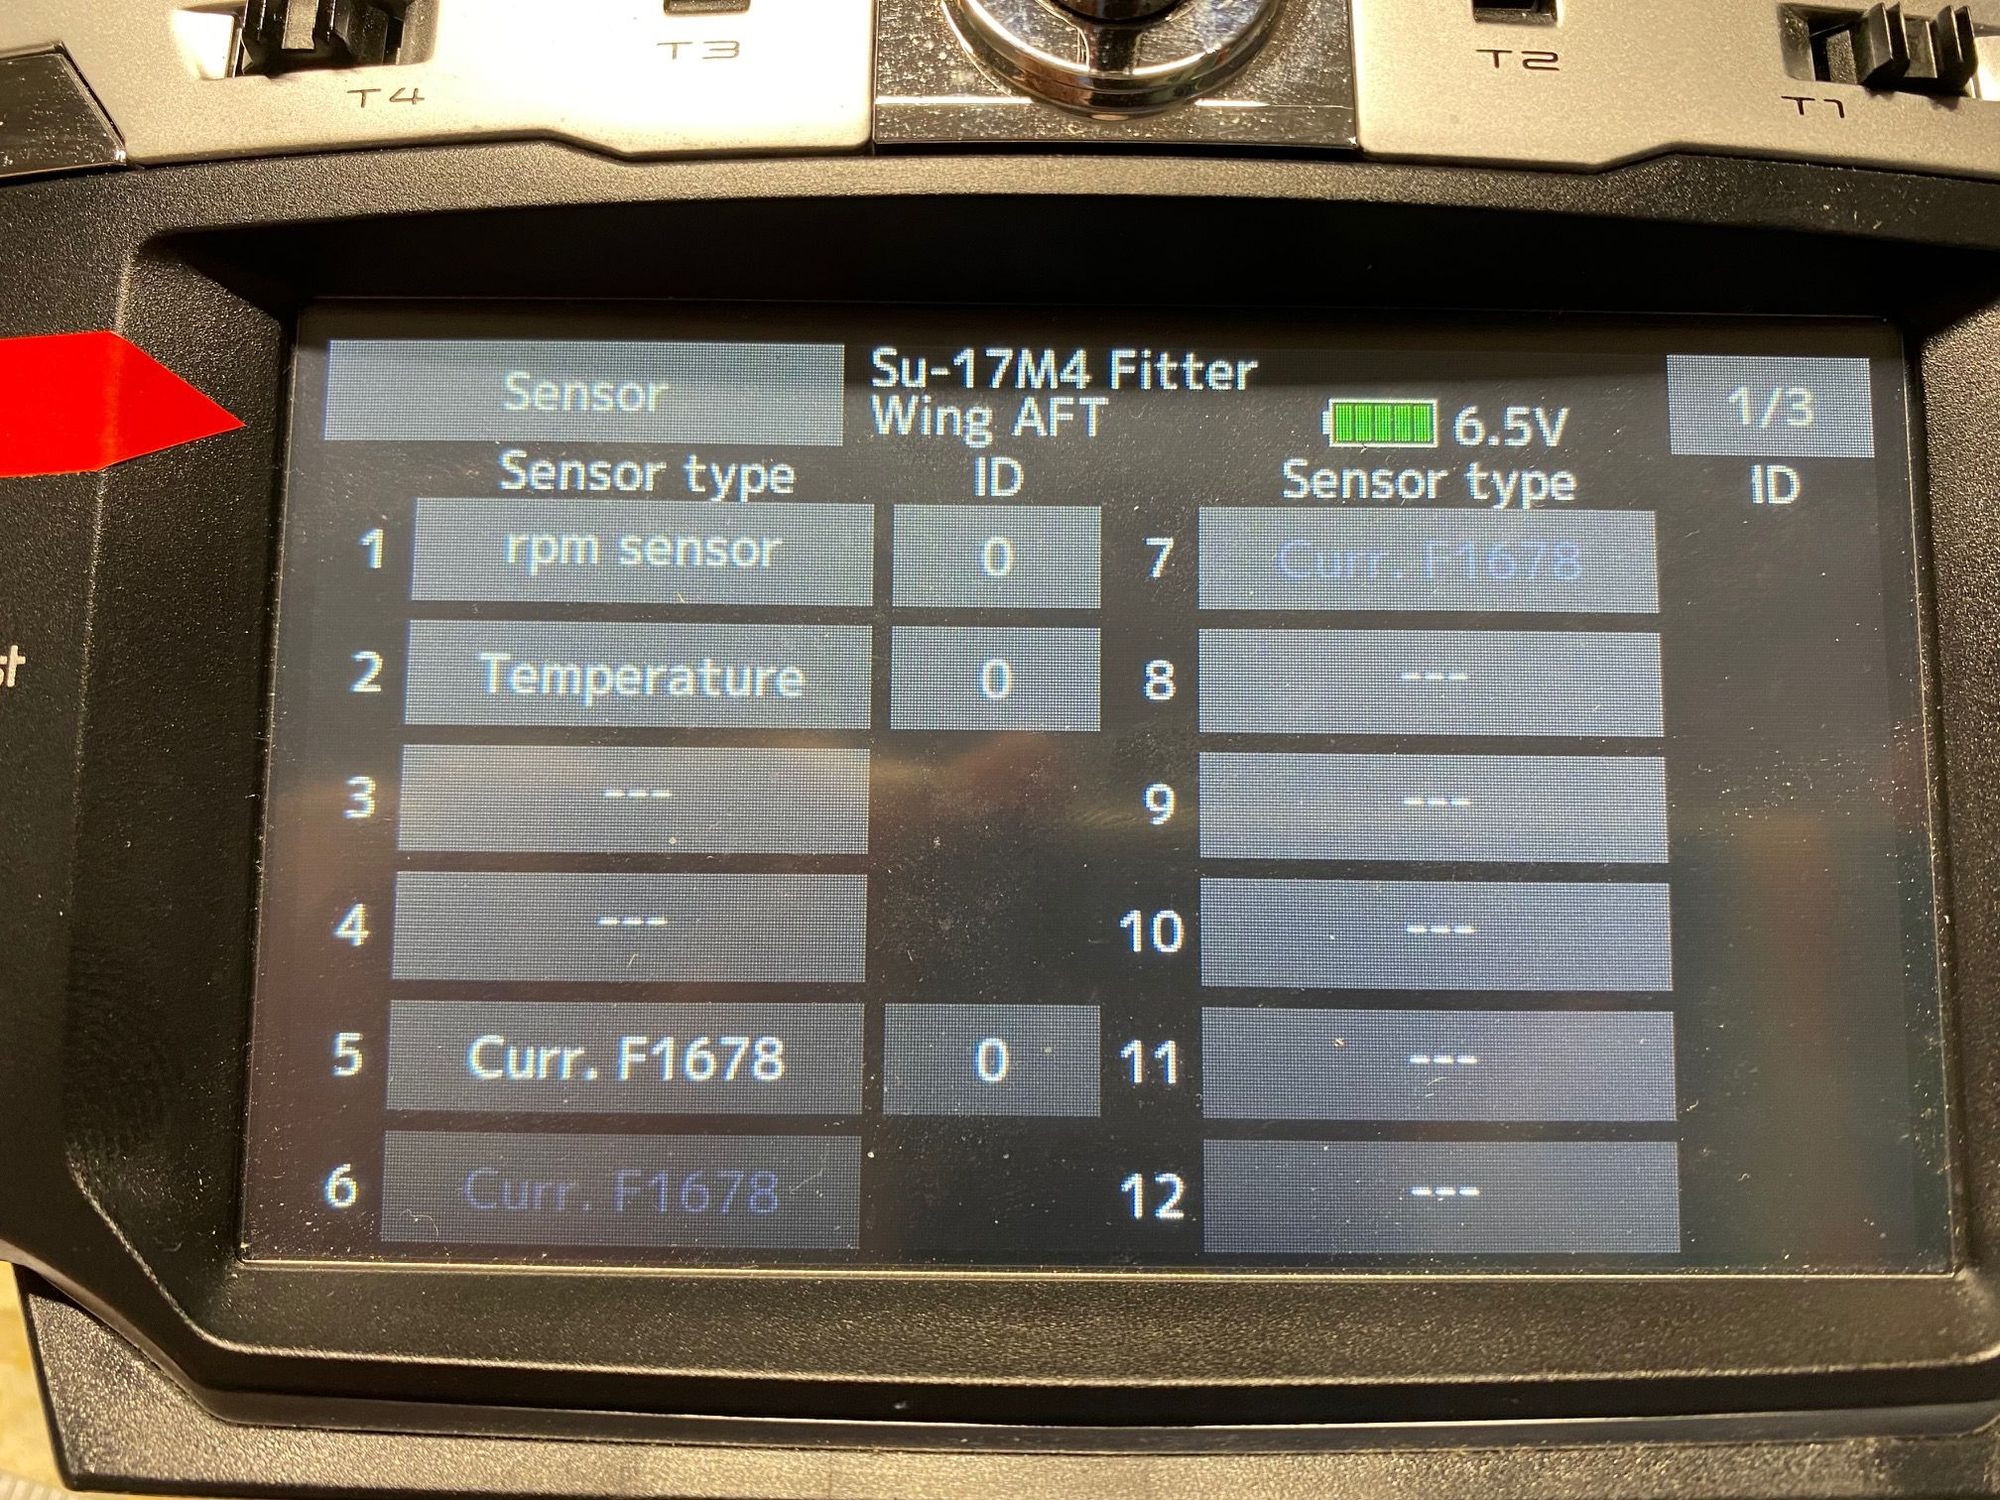 T4
T3
T2
T1
Sensor
Su-17M4 Fitter
Wing AFT
6.5V
1/3
Sensor type ID Sensor type ID
1 rpm sensor 0 7 Curr. F1678
2 Temperature 0 8 ---
3 --- 9 ---
4 --- 10 ---
5 Curr. F1678 0 11 ---
6 Curr. F1678 12 ---